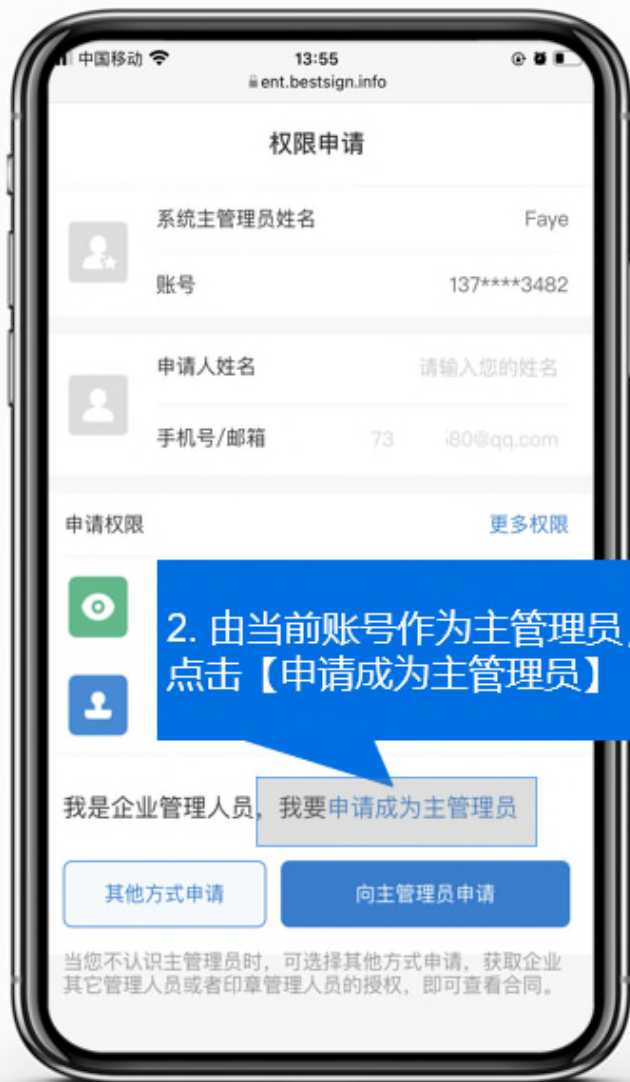 中国移动
13:55
ent.bestsign.info
权限申请
系统主管理员姓名 Faye
账号 137****3482
申请人姓名 请输入您的姓名
手机号/邮箱 73 80@qq.com
申请权限 更多权限
2. 由当前账号作为主管理员,
点击【申请成为主管理员】
我是企业管理人员，我要申请成为主管理员
其他方式申请 向主管理员申请
当您不认识主管理员时，可选择其他方式申请，获取企业
其它管理人员或者印章管理人员的授权，即可查看合同。